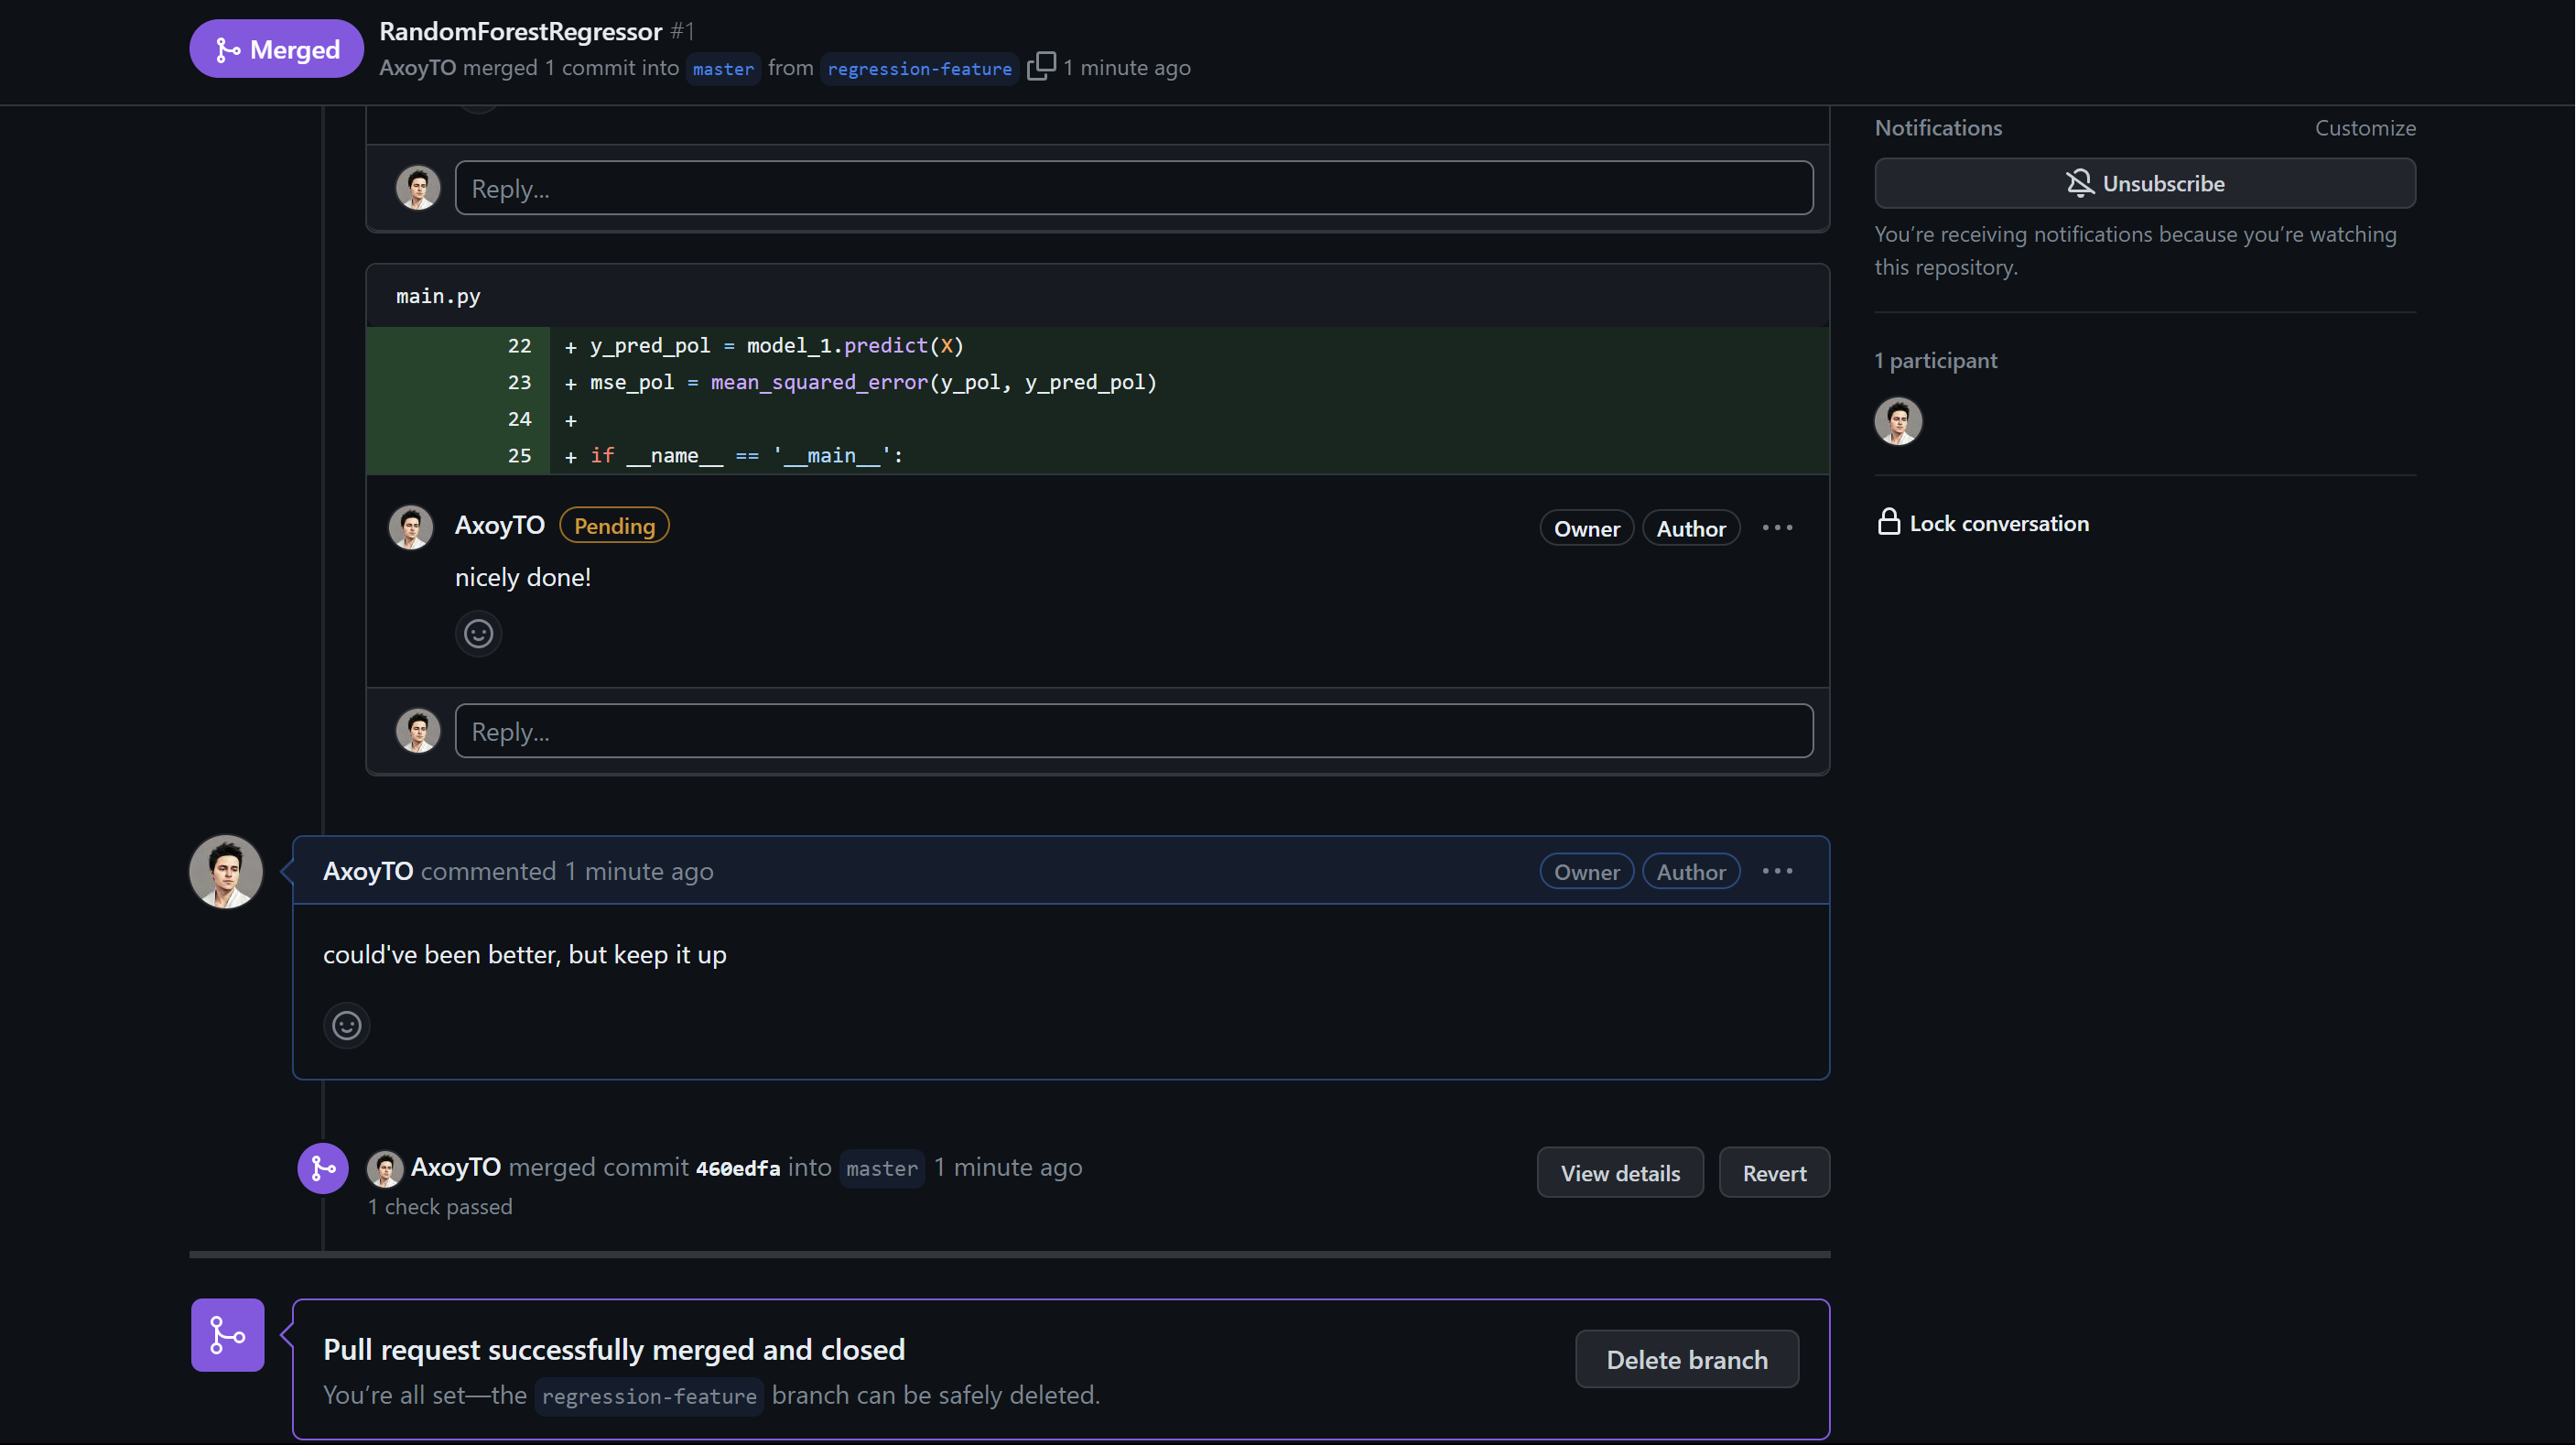 Merged
RandomForestRegressor #1
AxoyTO merged 1 commit into master from regression-feature 1 minute ago
Reply...
main.py
22 + y_pred_pol = model_1.predict(X)
23 + mse_pol = mean_squared_error(y_pol, y_pred_pol)
24 +
25 + if __name__ == '__main__':
AxoyTO Pending Owner Author
nicely done!
Reply...
AxoyTO commented 1 minute ago Owner Author
could've been better, but keep it up
AxoyTO merged commit 460edfa into master 1 minute ago View details Revert
1 check passed
Pull request successfully merged and closed
You’re all set—the regression-feature branch can be safely deleted.
Delete branch
Notifications Customize
Unsubscribe
You’re receiving notifications because you’re watching
this repository.
1 participant
Lock conversation